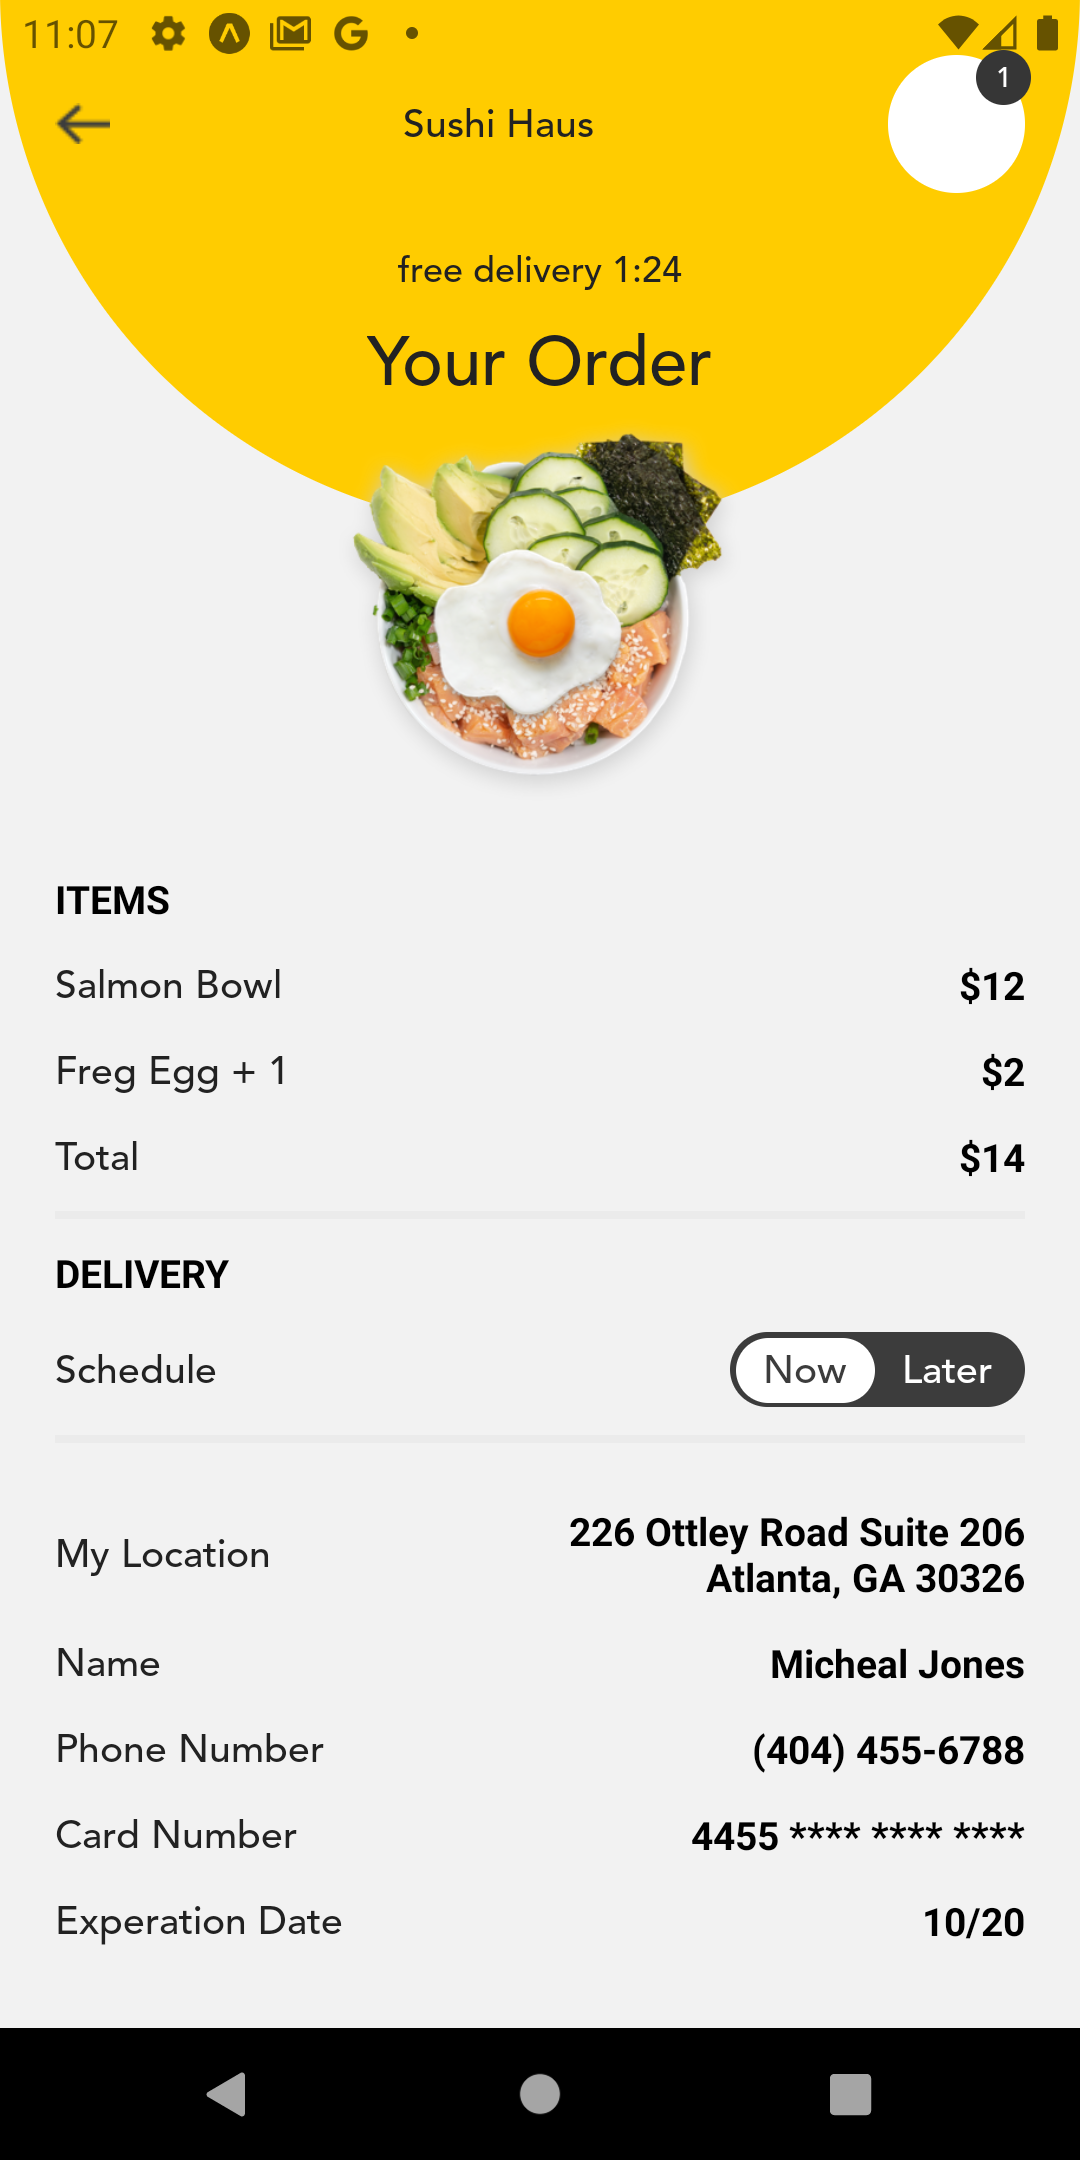 11:07
1
Sushi Haus
free delivery 1:24
Your Order
ITEMS
Salmon Bowl $12
Freg Egg + 1 $2
Total $14
DELIVERY
Schedule Now Later
My Location 226 Ottley Road Suite 206
Atlanta, GA 30326
Name Micheal Jones
Phone Number (404) 455-6788
Card Number 4455 **** **** ****
Experation Date 10/20